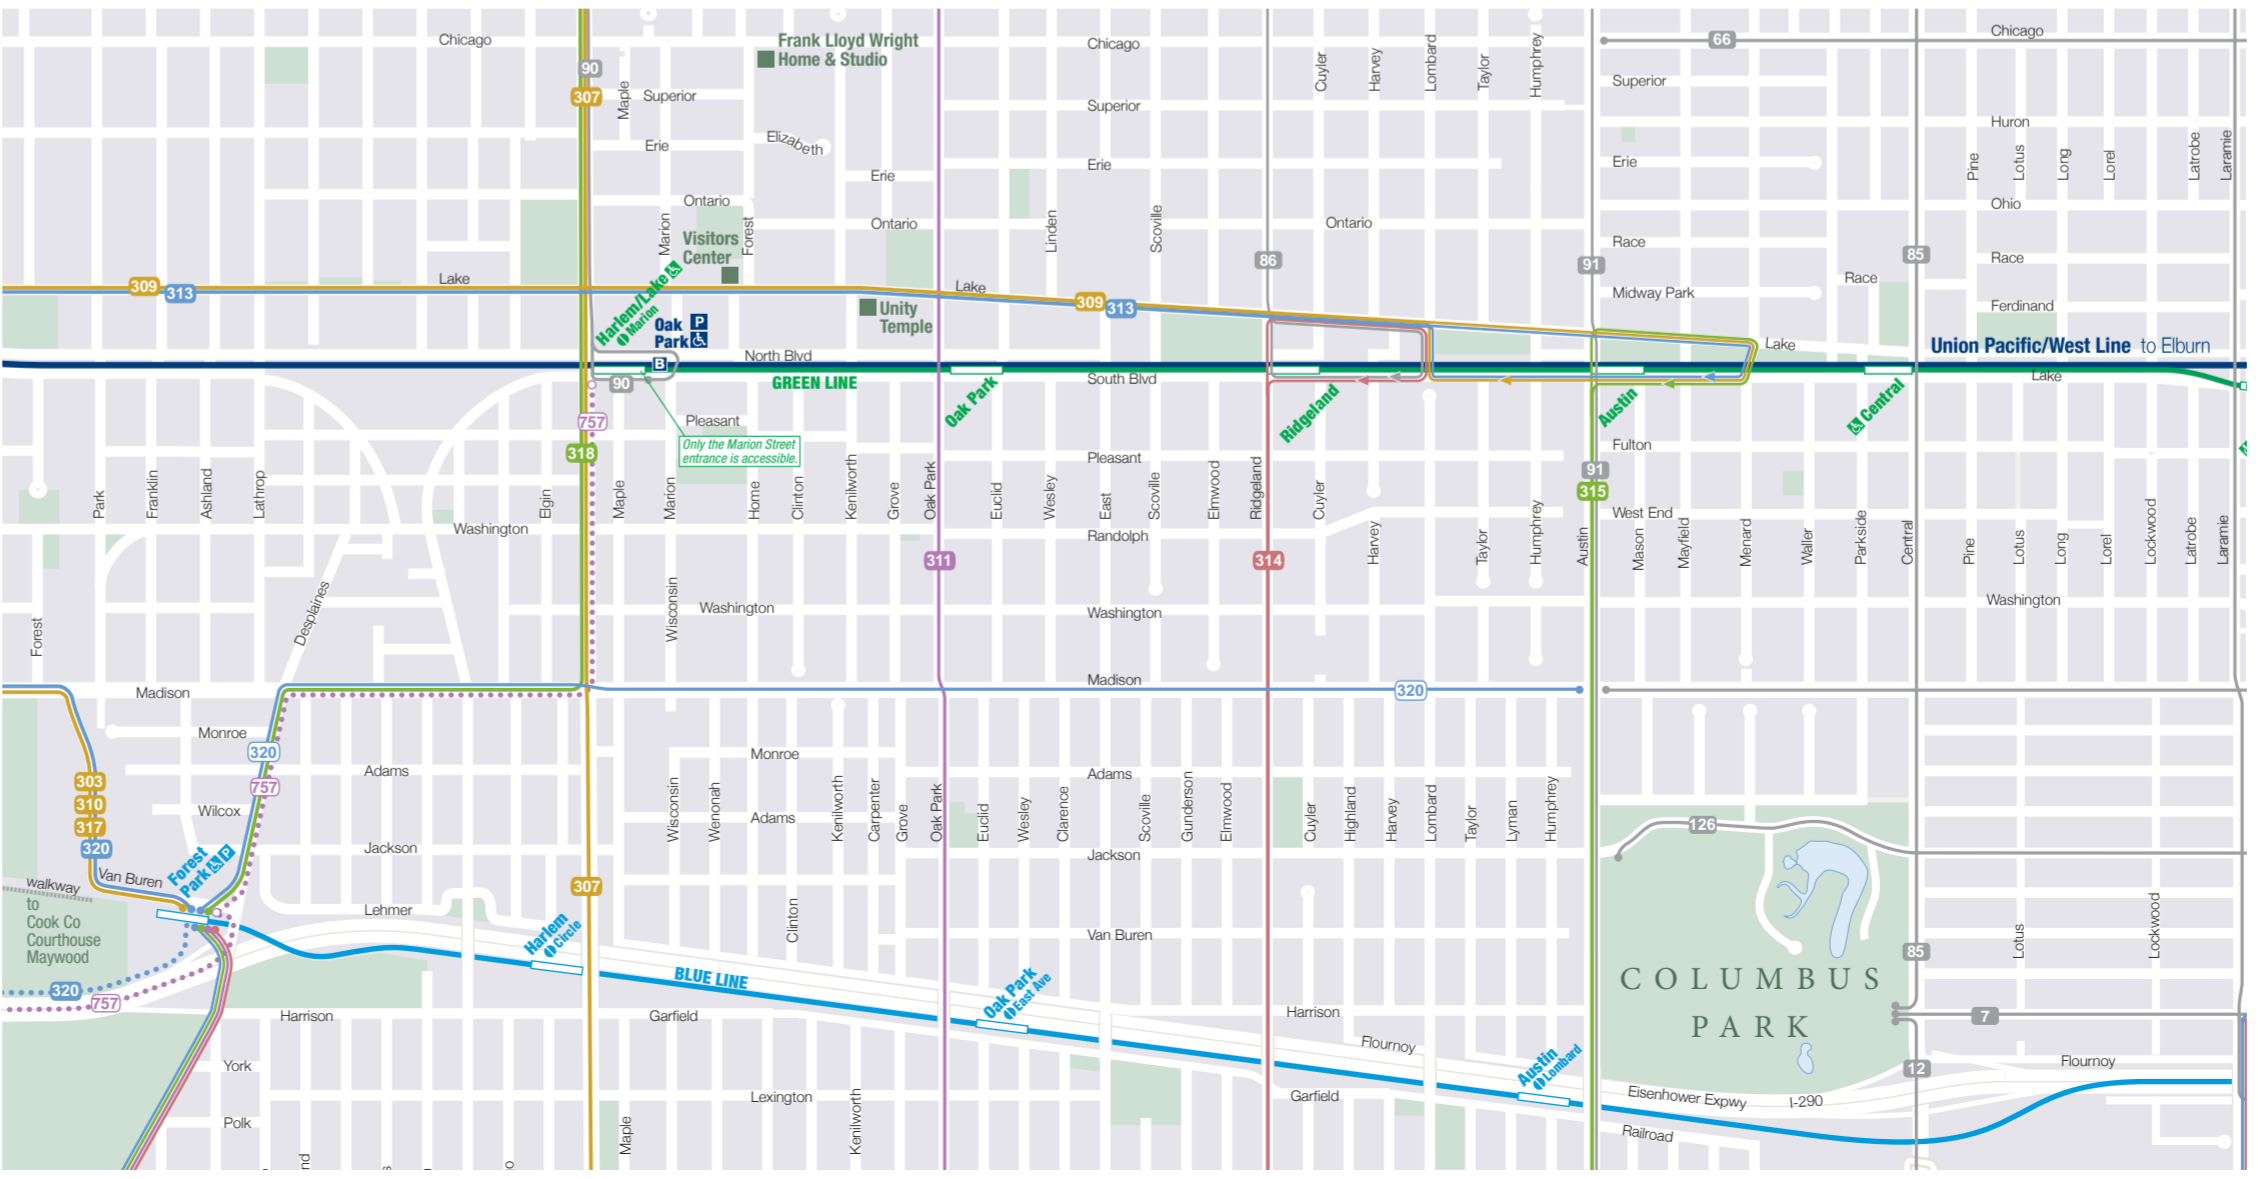 Chicago
Frank Lloyd Wright
Home & Studio
Chicago
66
Chicago
90
307
Maple
Superior
Superior
Cuyler
Harvey
Lombard
Taylor
Humphrey
Superior
Huron
Erie
Elizabeth
Erie
Erie
Erie
Pine
Lotus
Long
Lorel
Latrobe
Laramie
Ontario
Marion
Forest
Visitors
Center
Ontario
Linden
Scoville
Ontario
Ohio
Race
Race
Race
86
91
85
Lake
309
313
Harlem/Lake
Marion
Oak
Park
P
B
Lake
309
313
Unity
Temple
Midway Park
Ferdinand
Lake
Union Pacific/West Line to Elburn
North Blvd
GREEN LINE
South Blvd
Lake
90
Oak Park
Ridgeland
Austin
Central
757
318
Pleasant
Only the Marion Street
entrance is accessible.
Pleasant
Fulton
91
315
Park
Franklin
Ashland
Lathrop
Elgin
Maple
Marion
Home
Clinton
Kenilworth
Grove
Oak Park
Euclid
Wesley
East
Scoville
Elmwood
Ridgeland
Cuyler
Harvey
Taylor
Humphrey
Austin
Mason
Mayfield
Menard
Waller
Parkside
Central
Pine
Lotus
Long
Lorel
Lockwood
Latrobe
Laramie
West End
Washington
Randolph
311
314
Forest
Desplaines
Wisconsin
Washington
Washington
Washington
Madison
Madison
320
Monroe
320
Monroe
303
310
317
320
757
Adams
Adams
Adams
Wilcox
Wisconsin
Wenonah
Kenilworth
Carpenter
Grove
Oak Park
Euclid
Wesley
Clarence
Scoville
Gunderson
Elmwood
Cuyler
Highland
Harvey
Lombard
Taylor
Lyman
Humphrey
126
Jackson
Jackson
Forest
Park
P
Van Buren
walkway
to
Cook Co
Courthouse
Maywood
307
Lehmer
Harlem
Circle
Clinton
Van Buren
85
Lotus
Lockwood
BLUE LINE
COLUMBUS
PARK
320
757
Oak Park
East Ave
Harrison
Garfield
Harrison
7
Flournoy
Austin
Lombard
12
Flournoy
York
Lexington
Garfield
Eisenhower Expwy
I-290
Polk
Maple
Kenilworth
Railroad